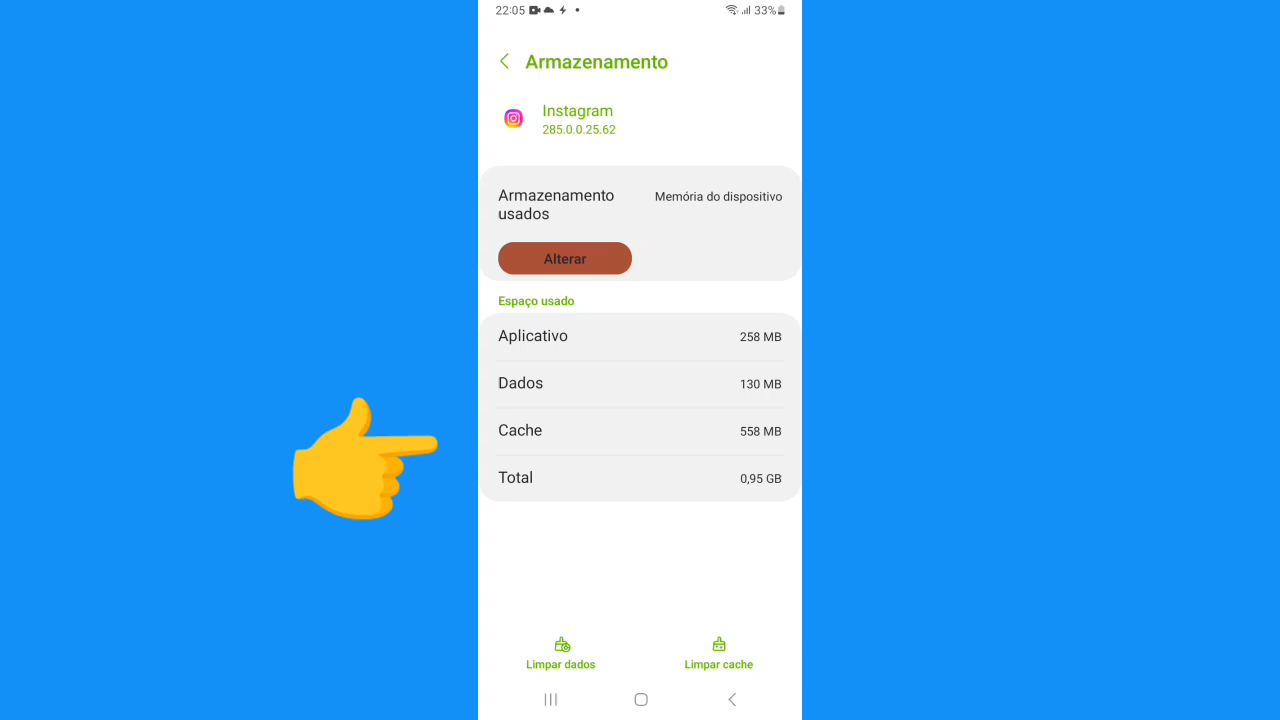 22:05 33%
Armazenamento
Instagram
285.0.0.25.62
Armazenamento usados Memória do dispositivo
Alterar
Espaço usado
Aplicativo 258 MB
Dados 130 MB
Cache 558 MB
Total 0,95 GB
Limpar dados Limpar cache